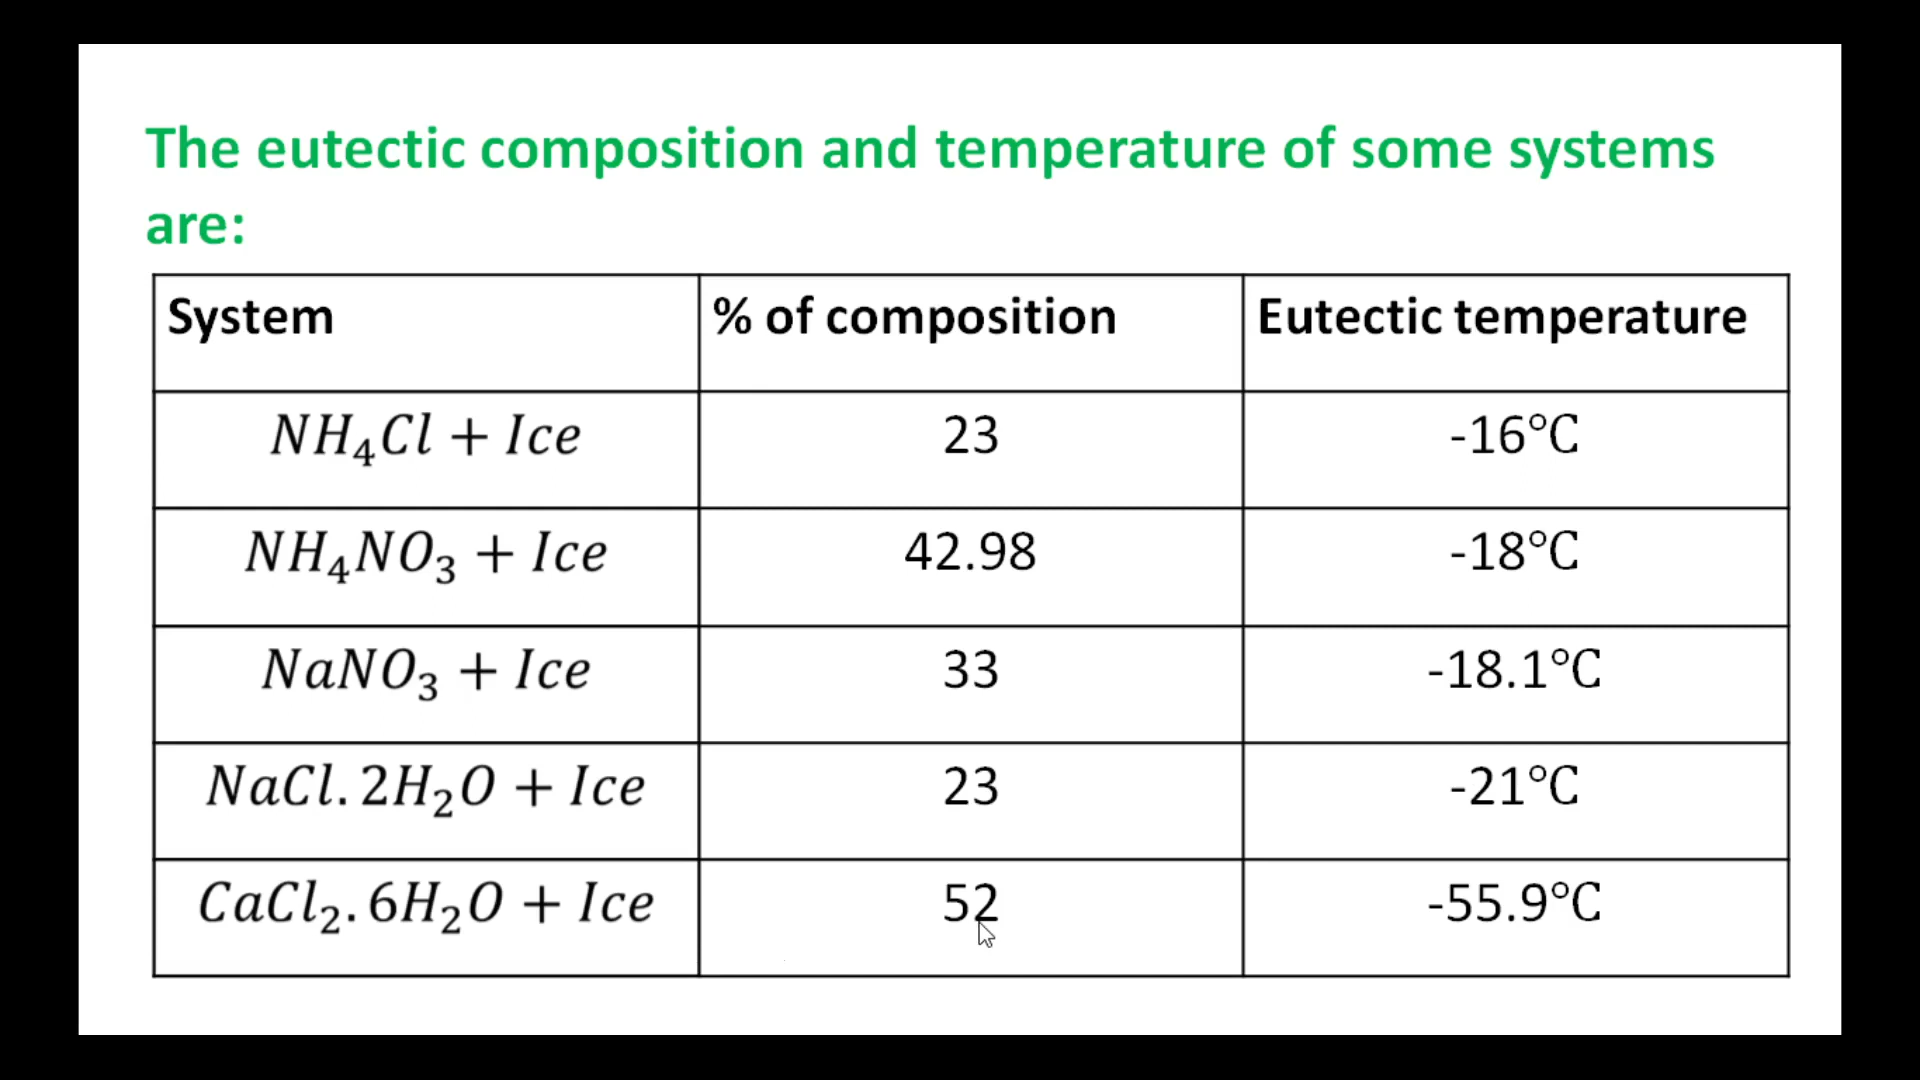 The eutectic composition and temperature of some systems
are:
System % of composition Eutectic temperature
NH₄Cl + Ice 23 -16°C
NH₄NO₃ + Ice 42.98 -18°C
NaNO₃ + Ice 33 -18.1°C
NaCl. 2H₂O + Ice 23 -21°C
CaCl₂. 6H₂O + Ice 52 -55.9°C